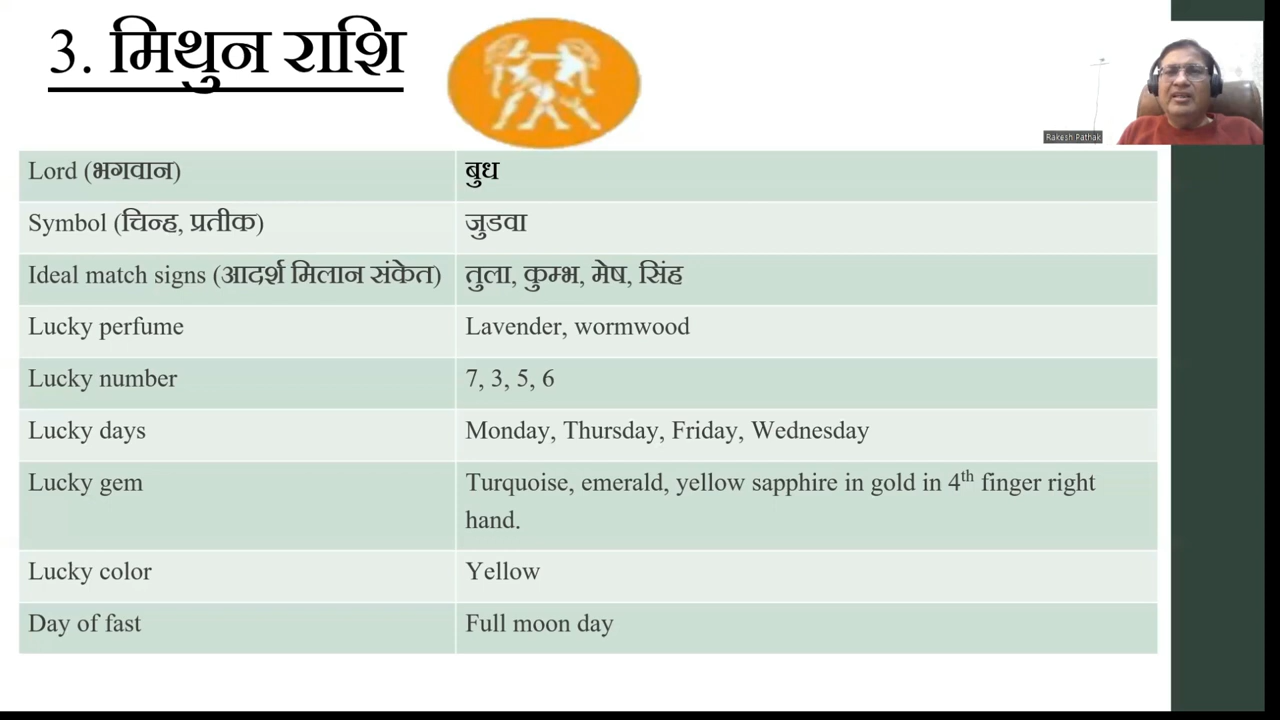 3. मिथुन राशि
Rakesh Pathak
Lord (भगवान) बुध
Symbol (चिन्ह, प्रतीक) जुडवा
Ideal match signs (आदर्श मिलान संकेत) तुला, कुम्भ, मेष, सिंह
Lucky perfume Lavender, wormwood
Lucky number 7, 3, 5, 6
Lucky days Monday, Thursday, Friday, Wednesday
Lucky gem Turquoise, emerald, yellow sapphire in gold in 4th finger right
hand.
Lucky color Yellow
Day of fast Full moon day